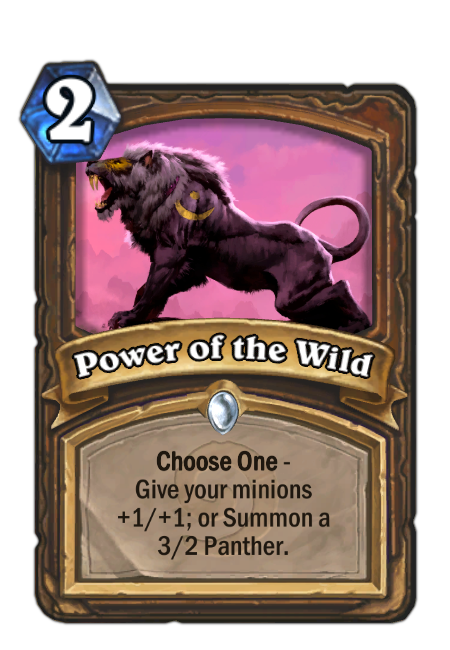 2
Power of the Wild
Choose One -
Give your minions
+1/+1; or Summon a
3/2 Panther.